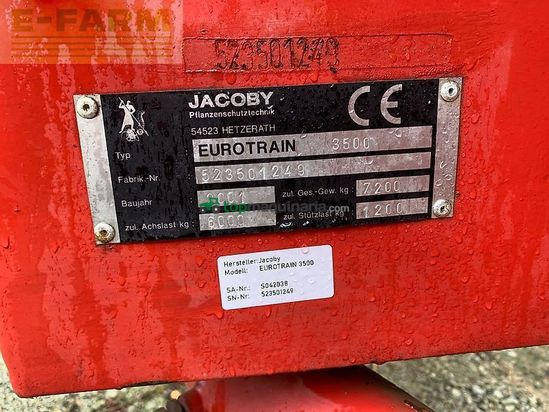 E-FARM
523501249
JACOBY
Pflanzenschutztechnik
CE
54523 HETZERATH
Typ EUROTRAIN 3500
Fabrik.-Nr. 523501249
Baujahr 2001 zul. Ges.-Gew. kg : 7200
zul. Achslast kg : 6000 zul. Stützlast kg : 1200
topmaquinaria.com
Hersteller: Jacoby
Modell: EUROTRAIN 3500
SA-Nr.: S042038
SN-Nr: 523501249